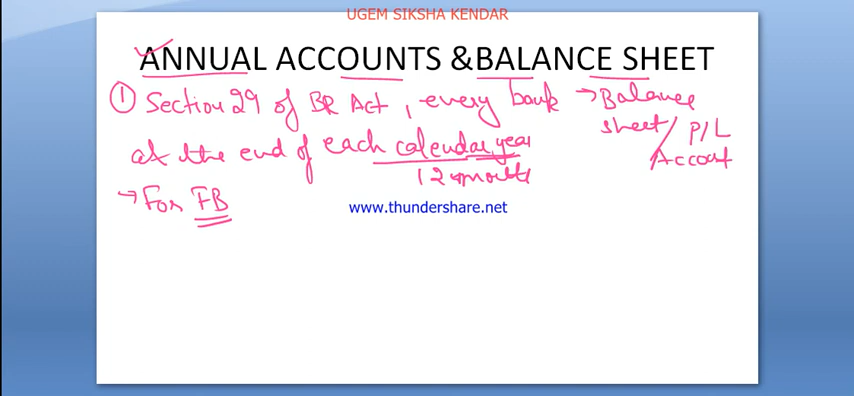 UGEM SIKSHA KENDAR
ANNUAL ACCOUNTS &BALANCE SHEET
① Section 29 of BR Act, every bank
at the end of each calendar year
12 months
→ For FB
→ Balance
sheet/ P/L
Account
www.thundershare.net